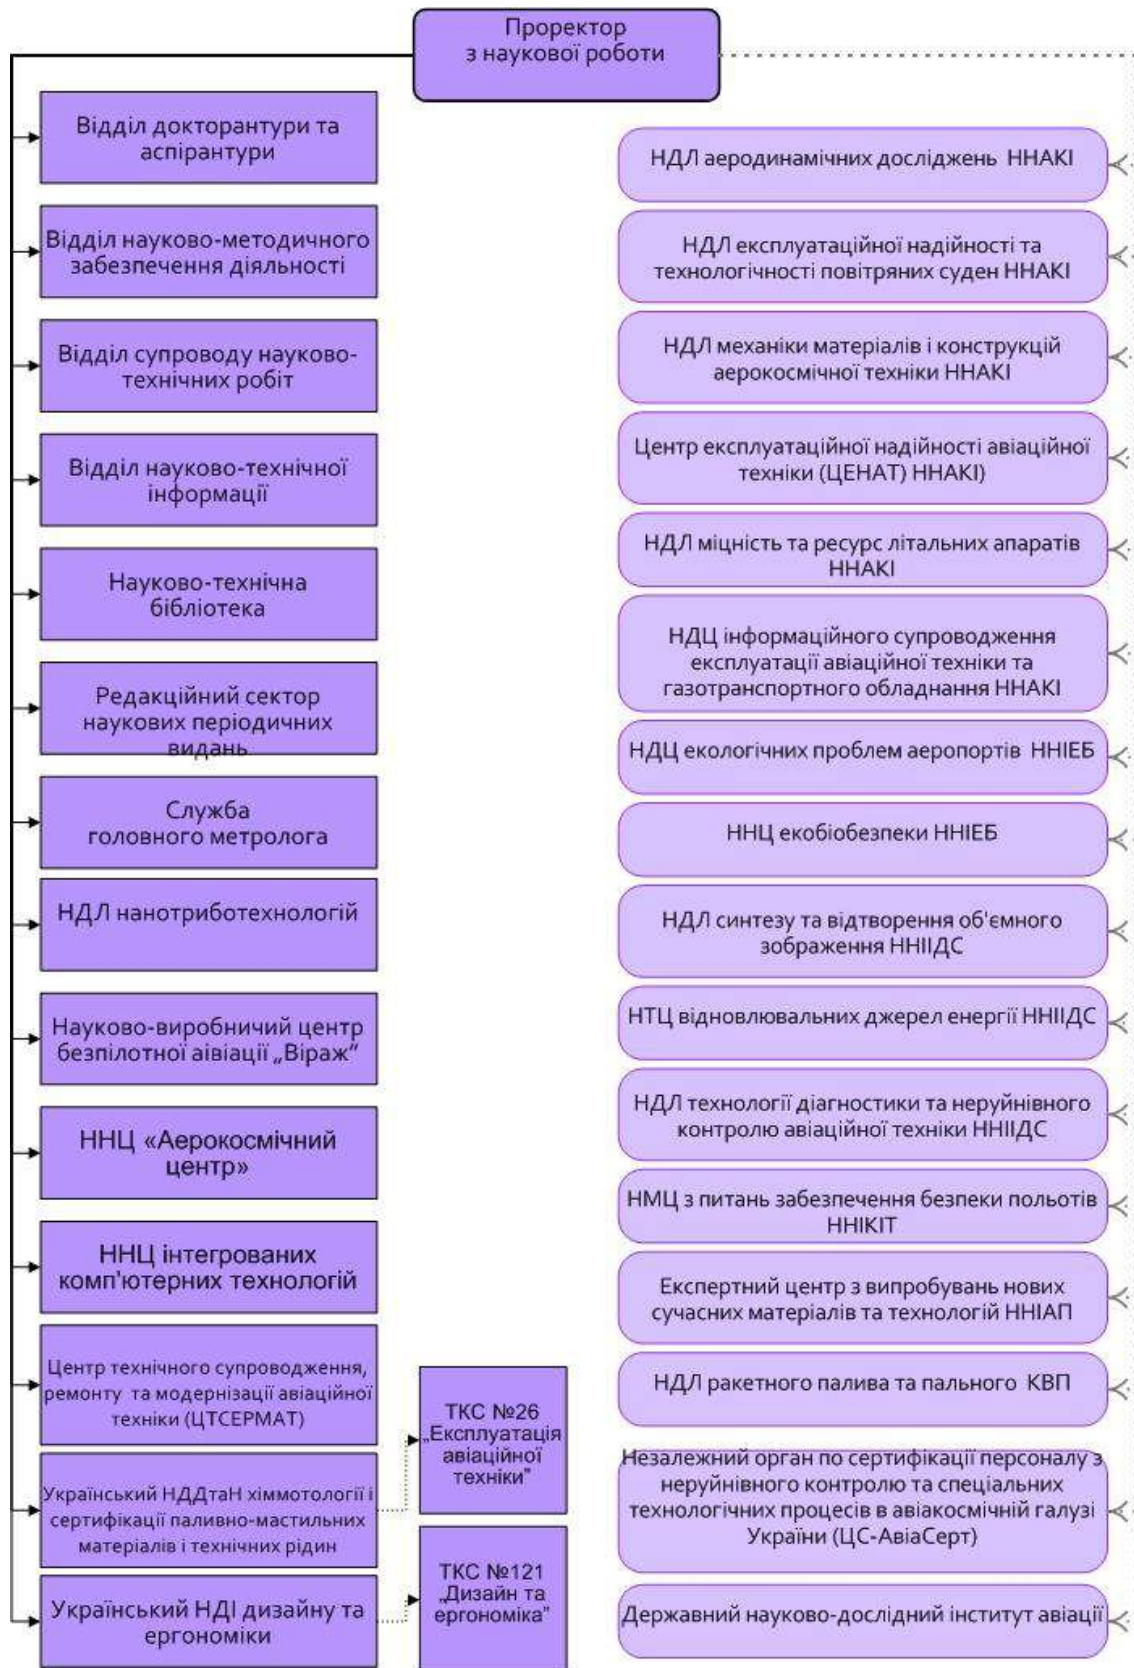 Проректор
з наукової роботи
Відділ докторантури та
аспірантури
Відділ науково-методичного
забезпечення діяльності
Відділ супроводу науково-
технічних робіт
Відділ науково-технічної
інформації
Науково-технічна
бібліотека
Редакційний сектор
наукових періодичних
видань
Служба
головного метролога
НДЛ нанотриботехнологій
Науково-виробничий центр
безпілотної аівіації „Віраж”
ННЦ «Аерокосмічний
центр»
ННЦ інтегрованих
комп'ютерних технологій
Центр технічного супроводження,
ремонту та модернізації авіаційної
техніки (ЦТСЕРМАТ)
Український НДДтаН хіммотології і
сертифікації паливно-мастильних
матеріалів і технічних рідин
Український НДІ дизайну та
ергономіки
ТКС №26
„Експлуатація
авіаційної
техніки”
ТКС №121
„Дизайн та
ергономіка”
НДЛ аеродинамічних досліджень ННАКІ
НДЛ експлуатаційної надійності та
технологічності повітряних суден ННАКІ
НДЛ механіки матеріалів і конструкцій
аерокосмічної техніки ННАКІ
Центр експлуатаційної надійності авіаційної
техніки (ЦЕНАТ) ННАКІ)
НДЛ міцність та ресурс літальних апаратів
ННАКІ
НДЦ інформаційного супроводження
експлуатації авіаційної техніки та
газотранспортного обладнання ННАКІ
НДЦ екологічних проблем аеропортів ННІЕБ
ННЦ екобіобезпеки ННІЕБ
НДЛ синтезу та відтворення об'ємного
зображення ННІІДС
НТЦ відновлювальних джерел енергії ННІІДС
НДЛ технології діагностики та неруйнівного
контролю авіаційної техніки ННІІДС
НМЦ з питань забезпечення безпеки польотів
ННІКІТ
Експертний центр з випробувань нових
сучасних матеріалів та технологій ННІАП
НДЛ ракетного палива та пального КВП
Незалежний орган по сертифікації персоналу з
неруйнівного контролю та спеціальних
технологічних процесів в авіакосмічній галузі
України (ЦС-АвіаСерт)
Державний науково-дослідний інститут авіації